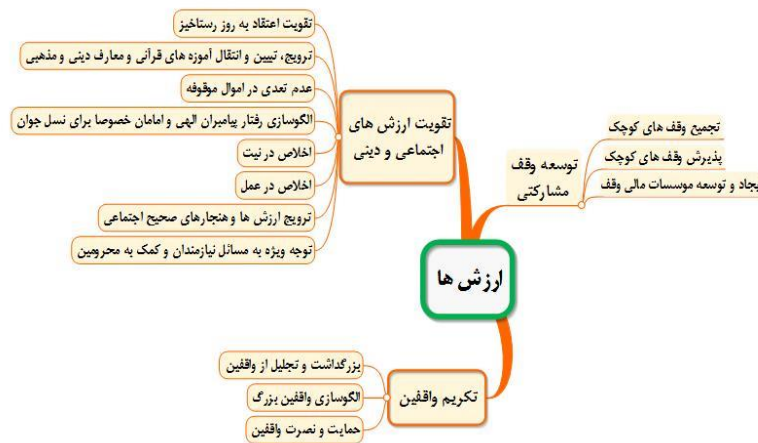 ارزش ها
تقویت ارزش های
اجتماعی و دینی
تقویت اعتقاد به روز رستاخیز
ترویج، تبیین و انتقال آموزه های قرآنی و معارف دینی و مذهبی
عدم تعدی در اموال موقوفه
الگوسازی رفتار پیامبران الهی و امامان خصوصا برای نسل جوان
اخلاص در نیت
اخلاص در عمل
ترویج ارزش ها و هنجارهای صحیح اجتماعی
توجه ویژه به مسائل نیازمندان و کمک به محرومین
توسعه وقف
مشارکتی
تجمیع وقف های کوچک
پذیرش وقف های کوچک
یجاد و توسعه موسسات مالی وقف
تکریم واقفین
بزرگداشت و تجلیل از واقفین
الگوسازی واقفین بزرگ
حمایت و نصرت واقفین